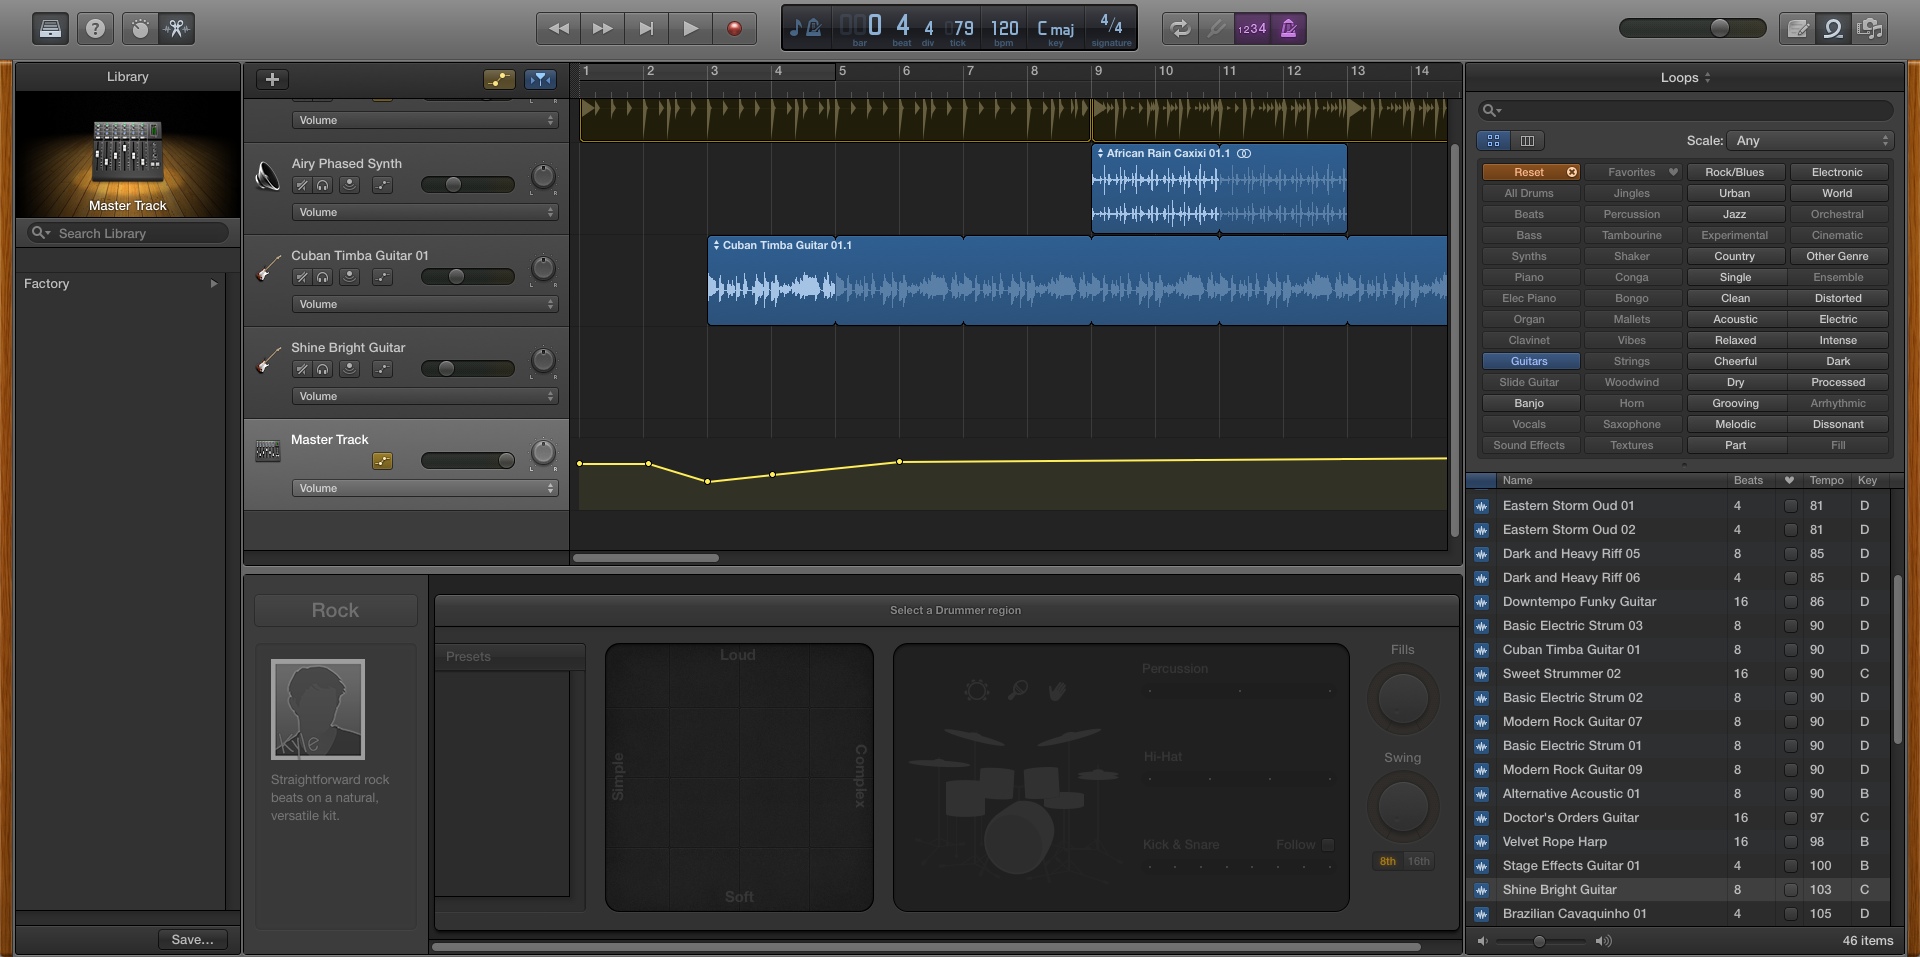 1234
0 4 4 079 120 C maj 4/4
bar beat div tick bpm key signature
Library
Master Track
Search Library
Factory
Save...
1 2 3 4 5 6 7 8 9 10 11 12 13 14
Volume
Airy Phased Synth
L R
Volume
Cuban Timba Guitar 01
L R
Volume
Shine Bright Guitar
L R
Volume
Master Track
L R
Volume
African Rain Caxixi 01.1
Cuban Timba Guitar 01.1
Rock
Kyle
Straightforward rock
beats on a natural,
versatile kit.
Select a Drummer region
Presets
Loud
Simple
Complex
Soft
Percussion
Hi-Hat
Kick & Snare Follow
Fills
Swing
8th 16th
Loops
Scale: Any
Reset Favorites Rock/Blues Electronic
All Drums Jingles Urban World
Beats Percussion Jazz Orchestral
Bass Tambourine Experimental Cinematic
Synths Shaker Country Other Genre
Piano Conga Single Ensemble
Elec Piano Bongo Clean Distorted
Organ Mallets Acoustic Electric
Clavinet Vibes Relaxed Intense
Guitars Strings Cheerful Dark
Slide Guitar Woodwind Dry Processed
Banjo Horn Grooving Arrhythmic
Vocals Saxophone Melodic Dissonant
Sound Effects Textures Part Fill
Name Beats Tempo Key
Eastern Storm Oud 01 4 81 D
Eastern Storm Oud 02 4 81 D
Dark and Heavy Riff 05 8 85 D
Dark and Heavy Riff 06 4 85 D
Downtempo Funky Guitar 16 86 D
Basic Electric Strum 03 8 90 D
Cuban Timba Guitar 01 8 90 D
Sweet Strummer 02 16 90 C
Basic Electric Strum 02 8 90 D
Modern Rock Guitar 07 8 90 D
Basic Electric Strum 01 8 90 D
Modern Rock Guitar 09 8 90 D
Alternative Acoustic 01 8 90 B
Doctor's Orders Guitar 16 97 C
Velvet Rope Harp 16 98 B
Stage Effects Guitar 01 4 100 B
Shine Bright Guitar 8 103 C
Brazilian Cavaquinho 01 4 105 D
46 items